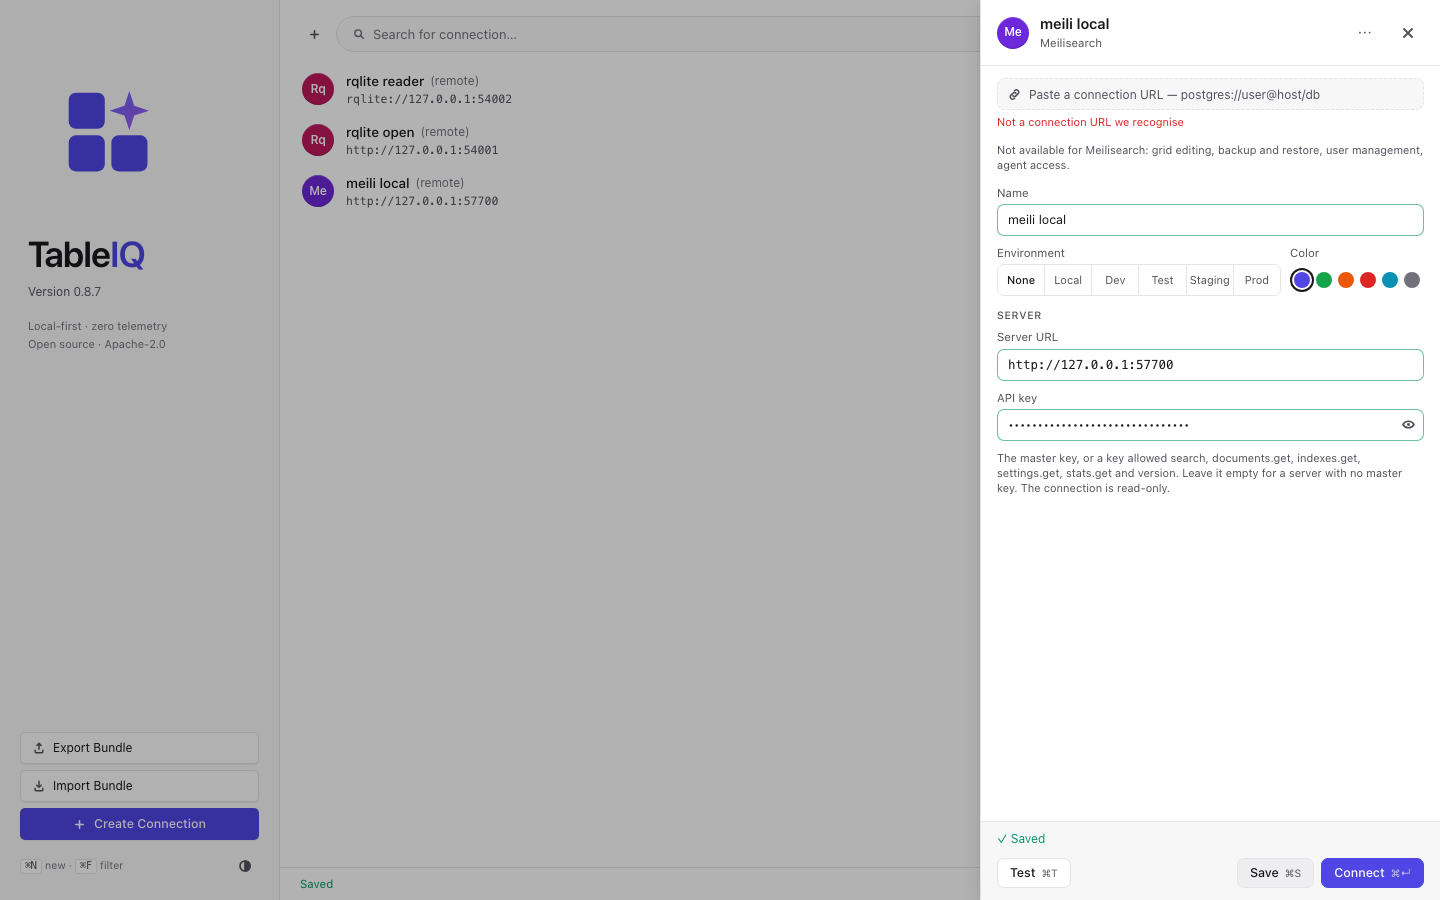 TableIQ
Version 0.8.7
Local-first · zero telemetry
Open source · Apache-2.0
Export Bundle
Import Bundle
+ Create Connection
⌘N new · ⌘F filter
+
Search for connection...
Rq
rqlite reader (remote)
rqlite://127.0.0.1:54002
Rq
rqlite open (remote)
http://127.0.0.1:54001
Me
meili local (remote)
http://127.0.0.1:57700
Saved
Me
meili local
Meilisearch
Paste a connection URL — postgres://user@host/db
Not a connection URL we recognise
Not available for Meilisearch: grid editing, backup and restore, user management,
agent access.
Name
meili local
Environment
Color
None Local Dev Test Staging Prod
SERVER
Server URL
http://127.0.0.1:57700
API key
The master key, or a key allowed search, documents.get, indexes.get,
settings.get, stats.get and version. Leave it empty for a server with no master
key. The connection is read-only.
✓ Saved
Test ⌘T
Save ⌘S
Connect ⌘↵